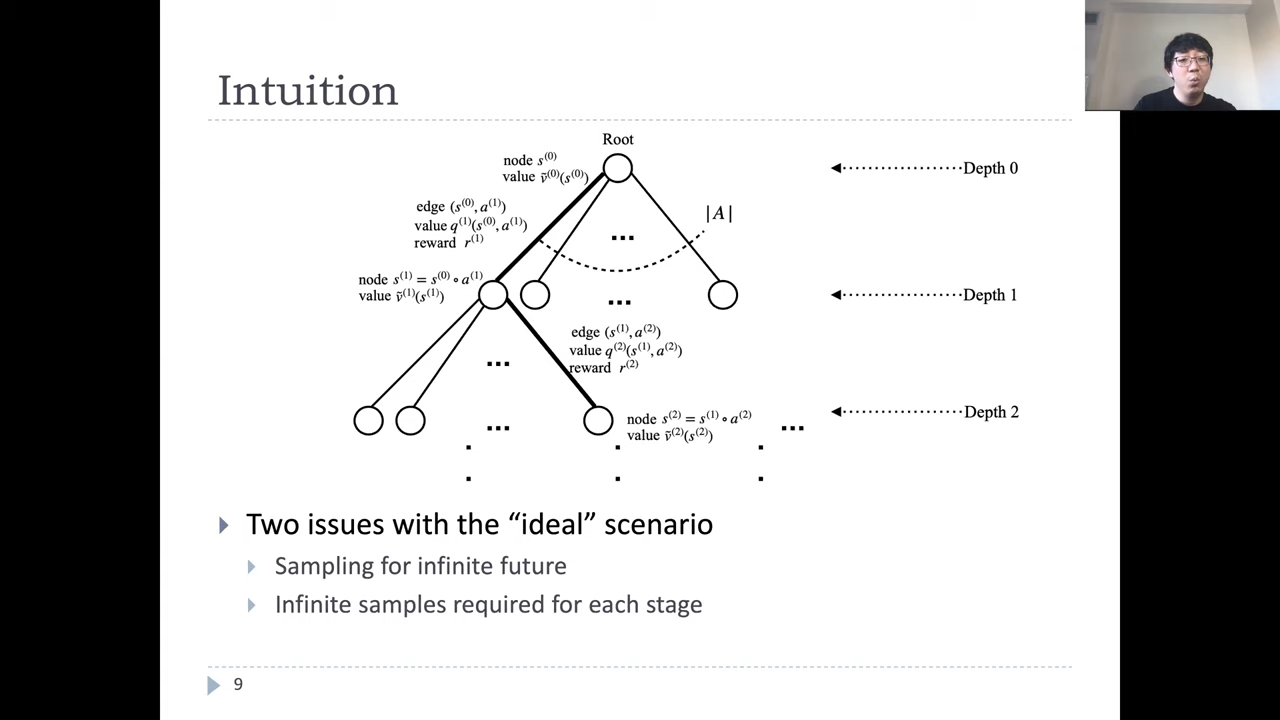 Intuition
Root
node s⁽⁰⁾
value ṽ⁽⁰⁾(s⁽⁰⁾)
Depth 0
edge (s⁽⁰⁾, a⁽¹⁾)
value q⁽¹⁾(s⁽⁰⁾, a⁽¹⁾)
reward r⁽¹⁾
|A|
...
node s⁽¹⁾ = s⁽⁰⁾ ∘ a⁽¹⁾
value ṽ⁽¹⁾(s⁽¹⁾)
...
Depth 1
edge (s⁽¹⁾, a⁽²⁾)
value q⁽²⁾(s⁽¹⁾, a⁽²⁾)
reward r⁽²⁾
...
node s⁽²⁾ = s⁽¹⁾ ∘ a⁽²⁾
value ṽ⁽²⁾(s⁽²⁾)
...
...
Depth 2
Two issues with the “ideal” scenario
Sampling for infinite future
Infinite samples required for each stage
9